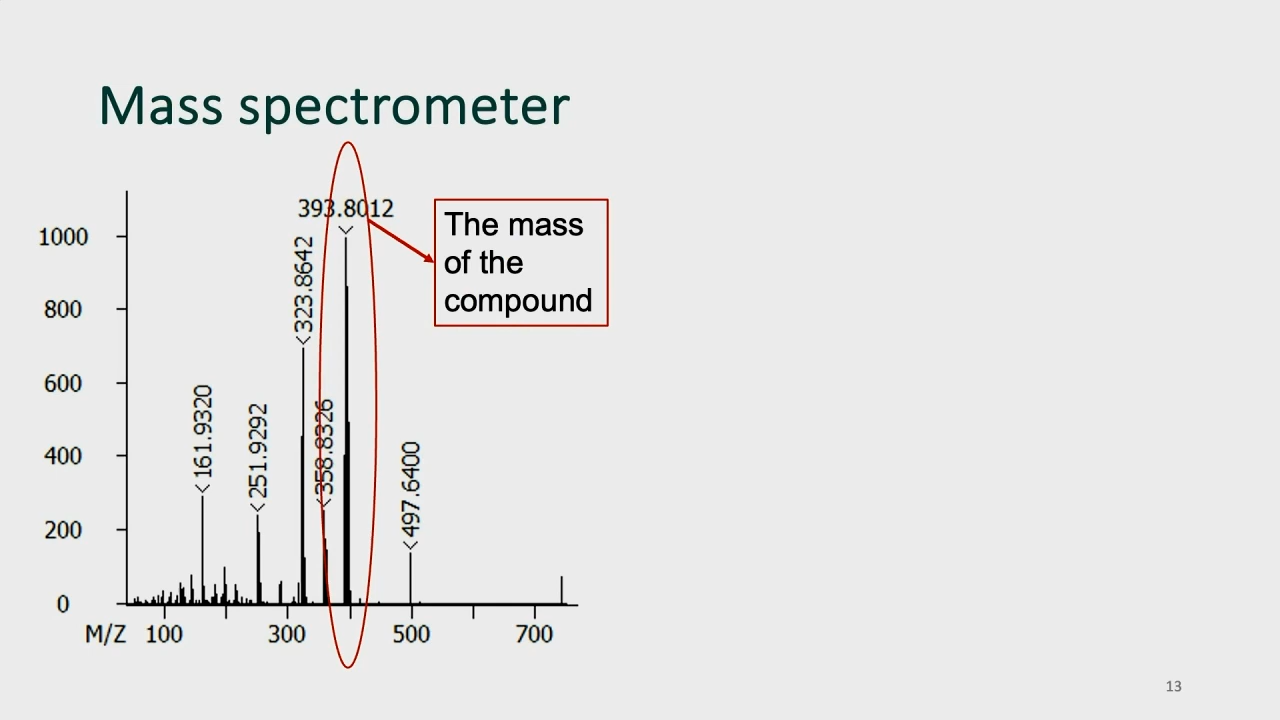 Mass spectrometer
393.8012
The mass
of the
compound
1000
323.8642
800
600
161.9320
251.9292
358.8326
400
497.6400
200
0
M/Z 100 300 500 700
13